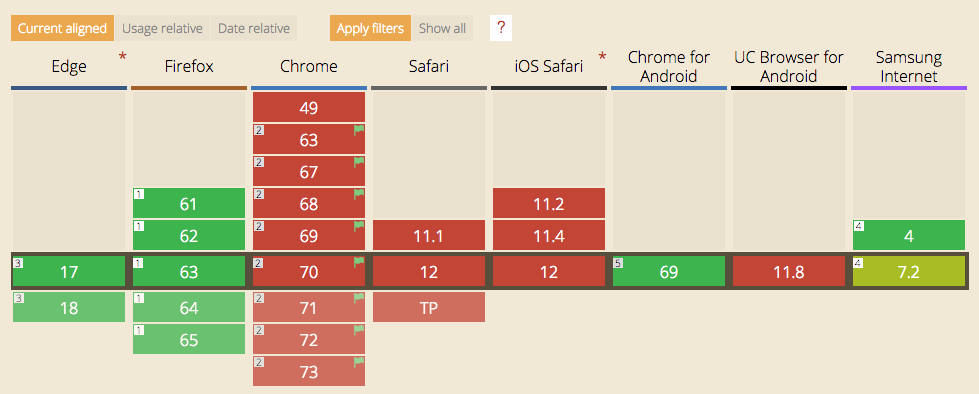 Current aligned Usage relative Date relative Apply filters Show all ?
Edge * Firefox Chrome Safari iOS Safari * Chrome for Android UC Browser for Android Samsung Internet
49
2 63
2 67
1 61 2 68 11.2
1 62 2 69 11.1 11.4 4 4
3 17 1 63 2 70 12 12 5 69 11.8 4 7.2
3 18 1 64 2 71 TP
1 65 2 72
2 73